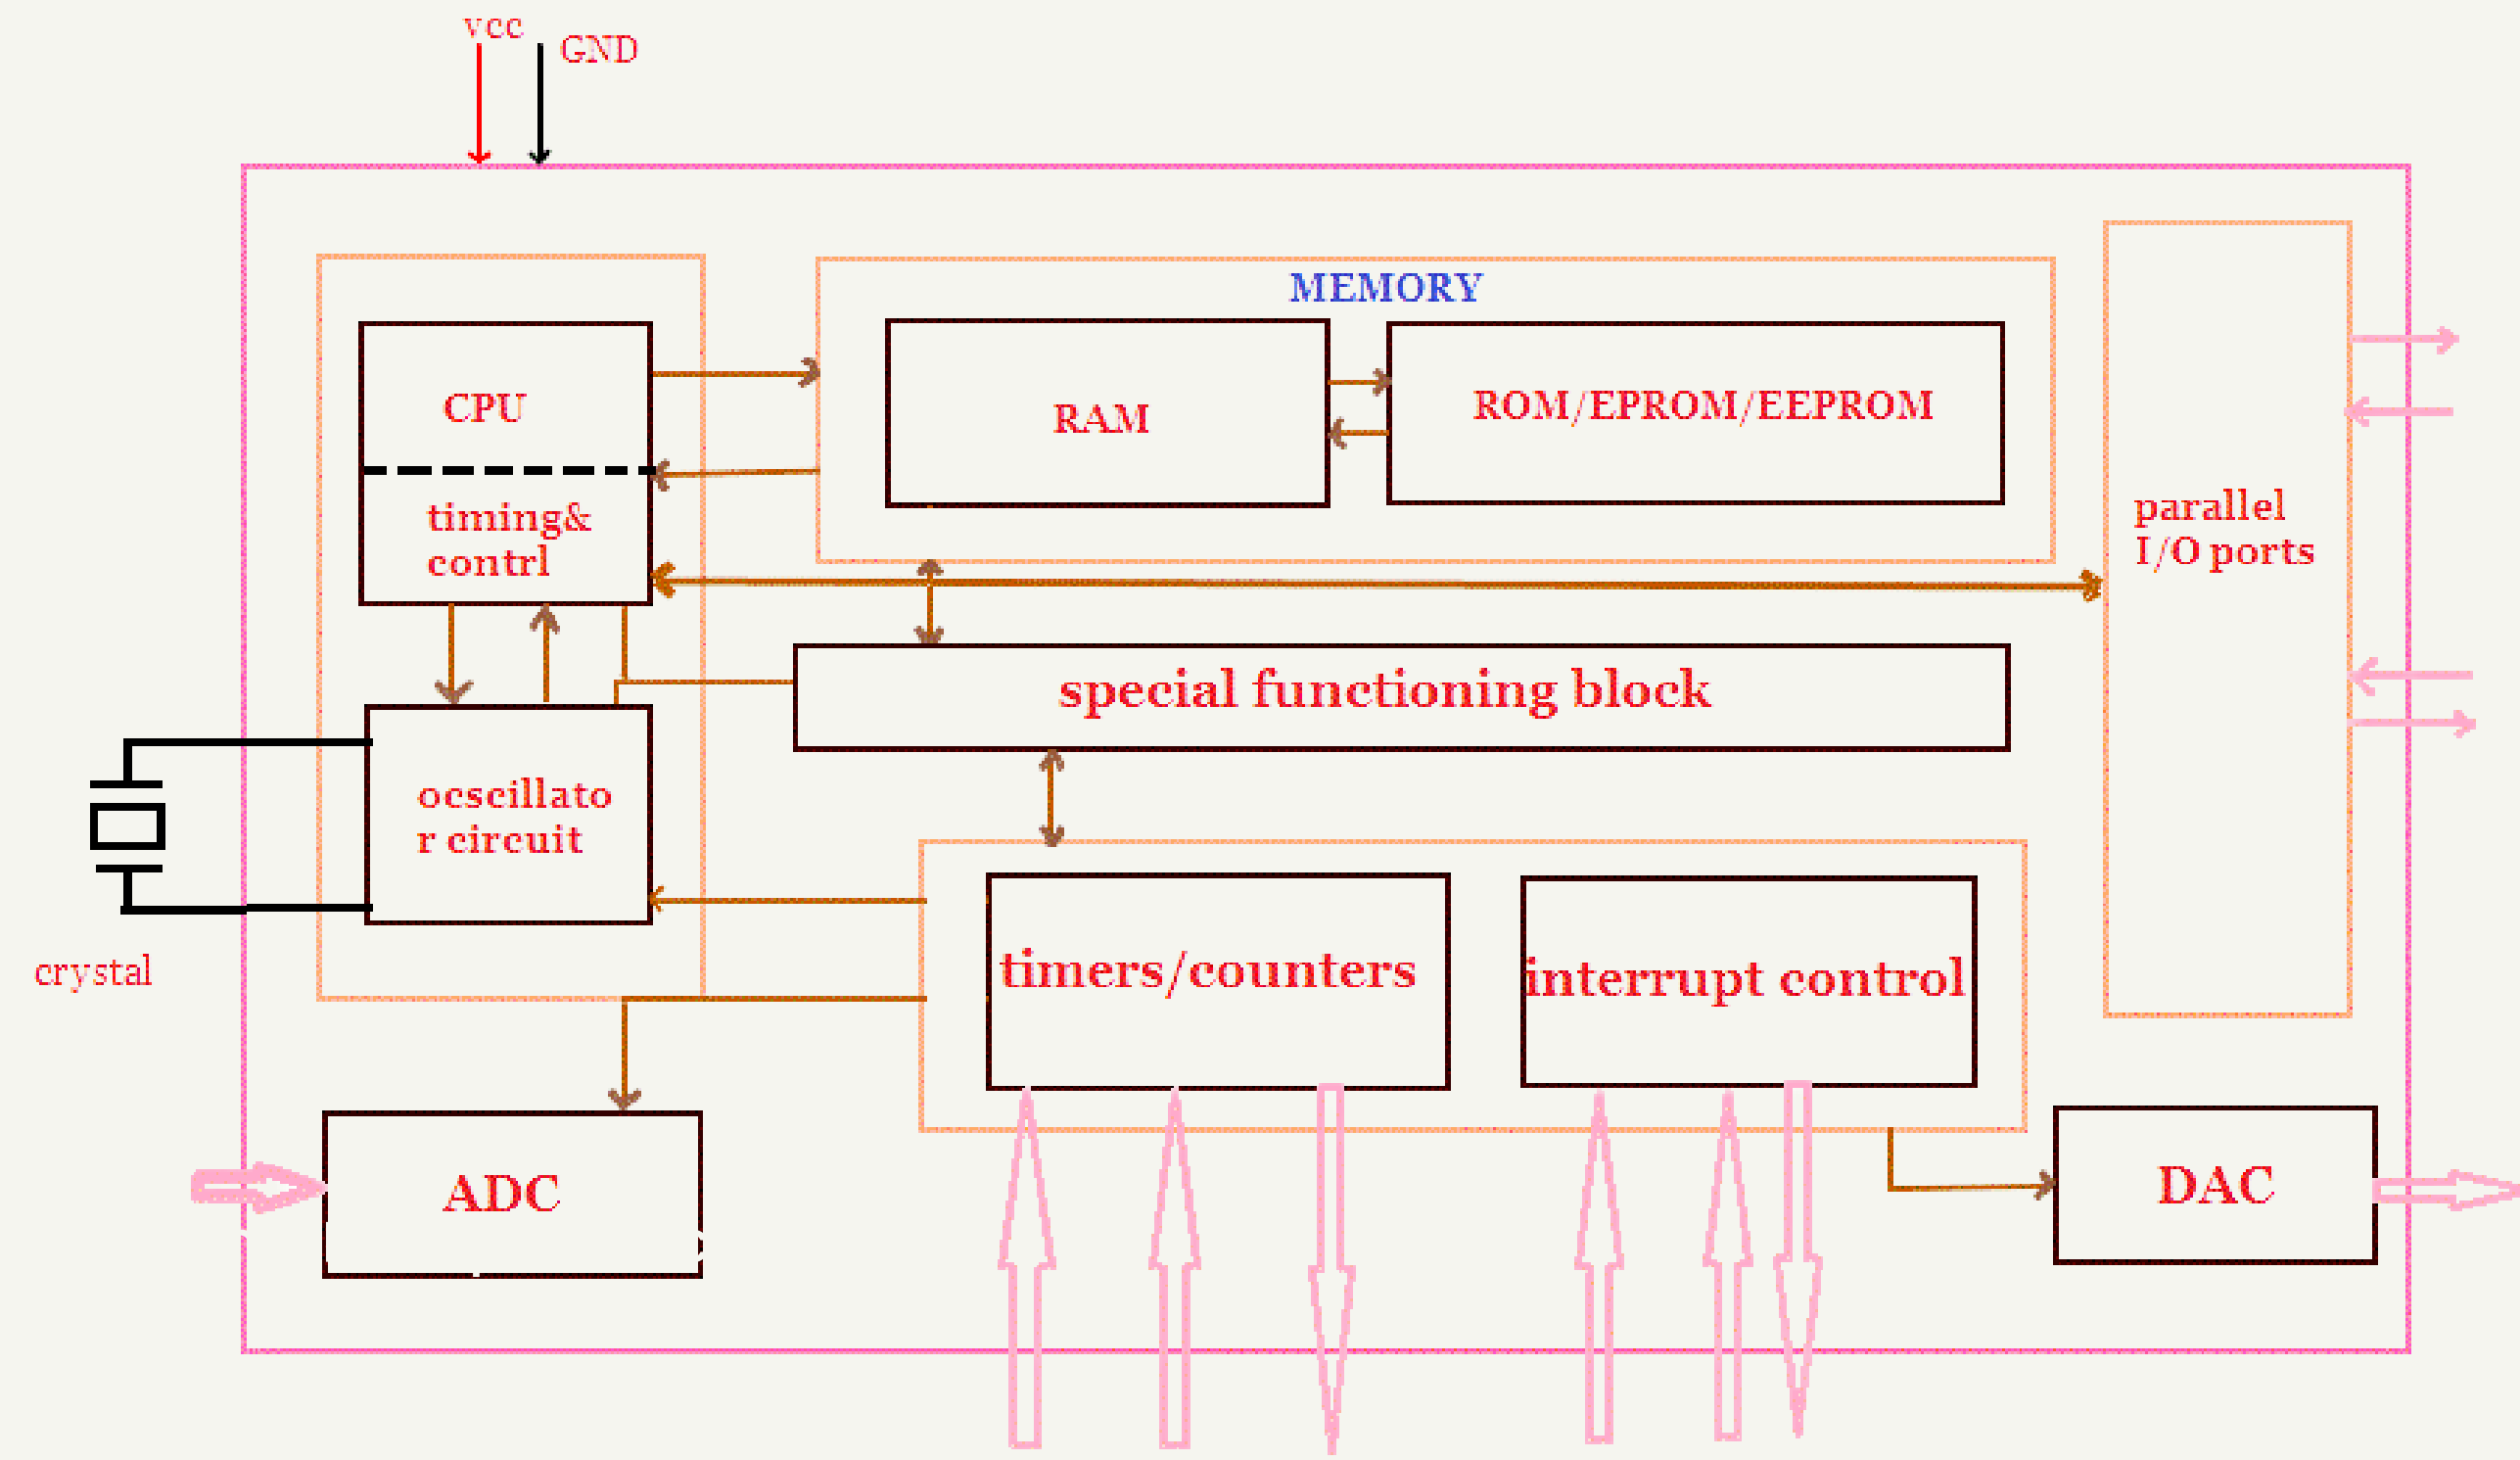 vcc
GND
MEMORY
CPU
RAM
ROM/EPROM/EEPROM
timing&
contrl
parallel
I/O ports
special functioning block
ocscillato
r circuit
crystal
timers/counters
interrupt control
ADC
DAC